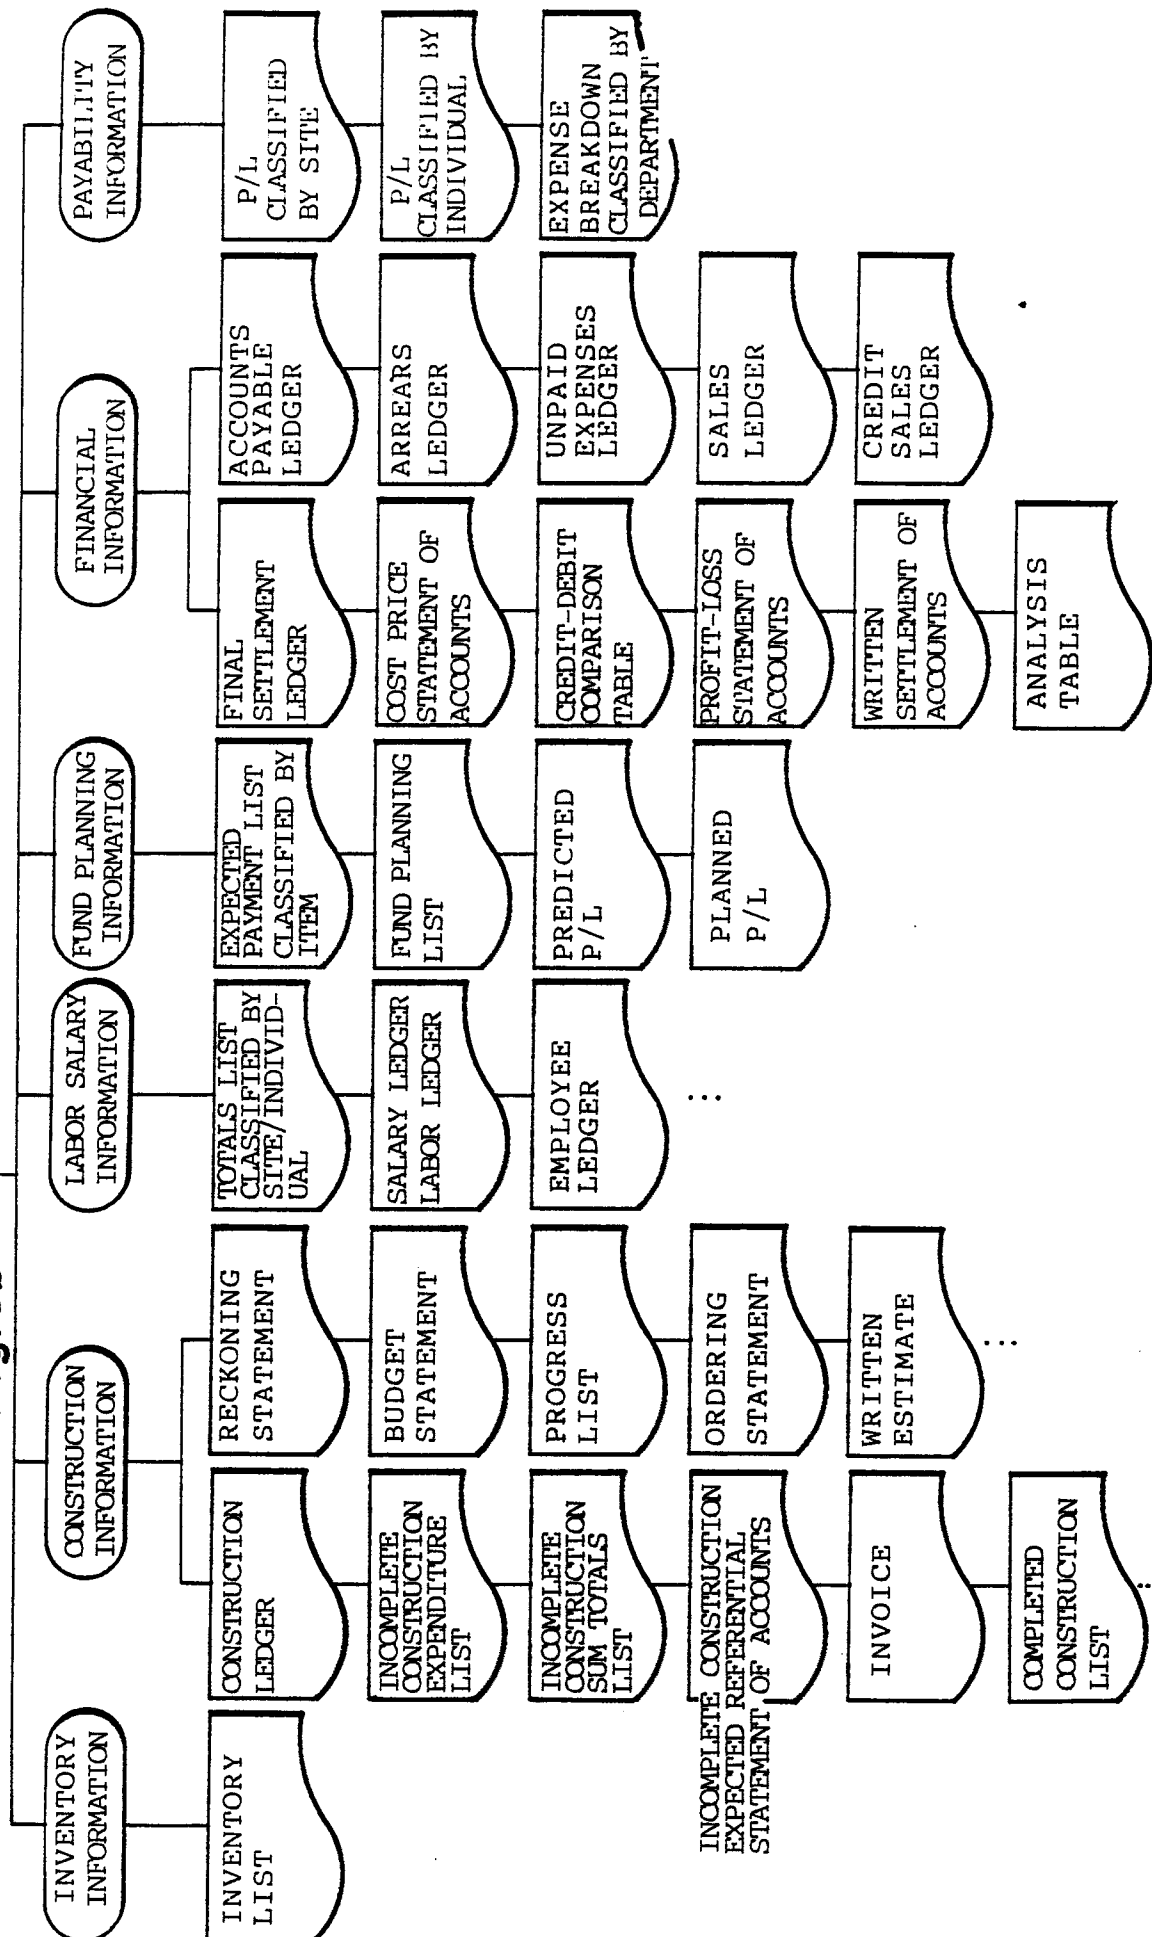 INVENTORY
INFORMATION
INVENTORY
LIST
CONSTRUCTION
INFORMATION
CONSTRUCTION
LEDGER
INCOMPLETE
CONSTRUCTION
EXPENDITURE
LIST
INCOMPLETE
CONSTRUCTION
SUM TOTALS
LIST
INCOMPLETE CONSTRUCTION
EXPECTED REFERENTIAL
STATEMENT OF ACCOUNTS
INVOICE
COMPLETED
CONSTRUCTION
LIST
RECKONING
STATEMENT
BUDGET
STATEMENT
PROGRESS
LIST
ORDERING
STATEMENT
WRITTEN
ESTIMATE
LABOR SALARY
INFORMATION
TOTALS LIST
CLASSIFIED BY
SITE/INDIVID-
UAL
SALARY LEDGER
LABOR LEDGER
EMPLOYEE
LEDGER
FUND PLANNING
INFORMATION
EXPECTED
PAYMENT LIST
CLASSIFIED BY
ITEM
FUND PLANNING
LIST
PREDICTED
P/L
PLANNED
P/L
FINANCIAL
INFORMATION
FINAL
SETTLEMENT
LEDGER
COST PRICE
STATEMENT OF
ACCOUNTS
CREDIT-DEBIT
COMPARISON
TABLE
PROFIT-LOSS
STATEMENT OF
ACCOUNTS
WRITTEN
SETTLEMENT OF
ACCOUNTS
ANALYSIS
TABLE
ACCOUNTS
PAYABLE
LEDGER
ARREARS
LEDGER
UNPAID
EXPENSES
LEDGER
SALES
LEDGER
CREDIT
SALES
LEDGER
PAYABILITY
INFORMATION
P/L
CLASSIFIED
BY SITE
P/L
CLASSIFIED BY
INDIVIDUAL
EXPENSE
BREAKDOWN
CLASSIFIED BY
DEPARTMENT